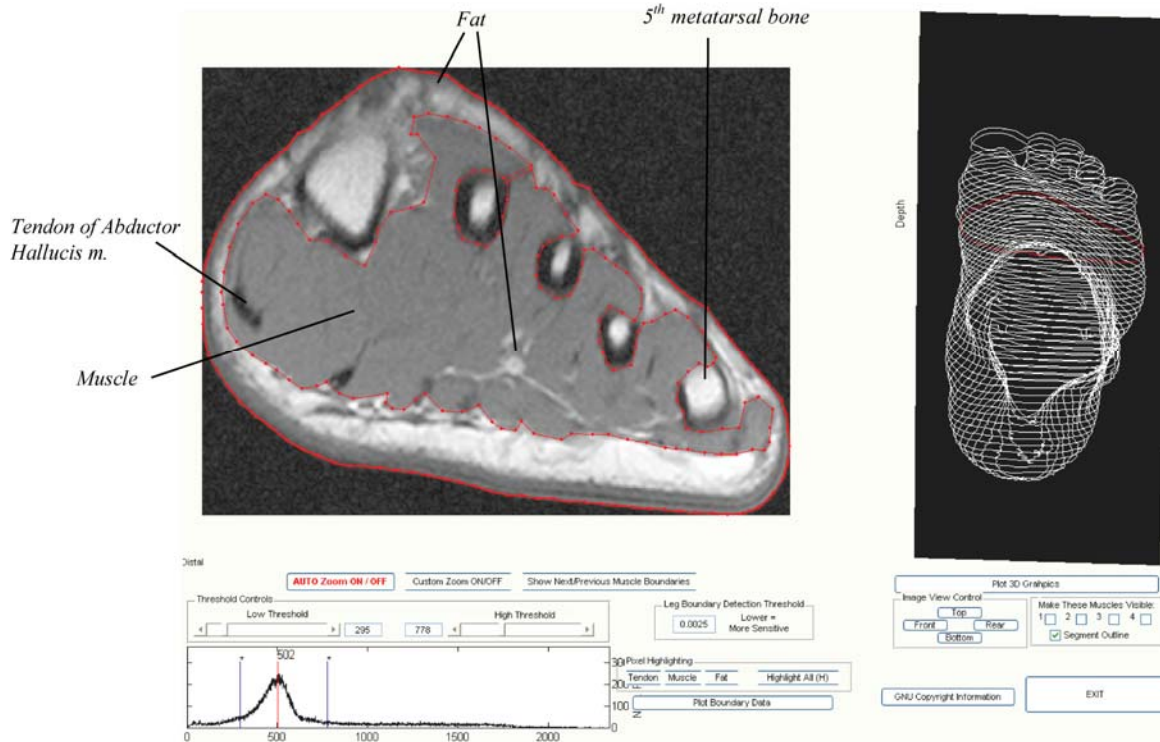 Fat
5th metatarsal bone
Tendon of Abductor
Hallucis m.
Muscle
Depth
Distal
AUTO Zoom ON / OFF
Custom Zoom ON/OFF
Show Next/Previous Muscle Boundaries
Threshold Controls
Low Threshold
High Threshold
295
778
Leg Boundary Detection Threshold
0.0025
Lower =
More Sensitive
502
* *
300
200
100
0
N
0 500 1000 1500 2000
Pixel Highlighting
Tendon
Muscle
Fat
Highlight All (H)
Plot Boundary Data
Plot 3D Grahpics
Image View Control
Top
Front
Rear
Bottom
Make These Muscles Visible:
1 2 3 4
Segment Outline
GNU Copyright Information
EXIT